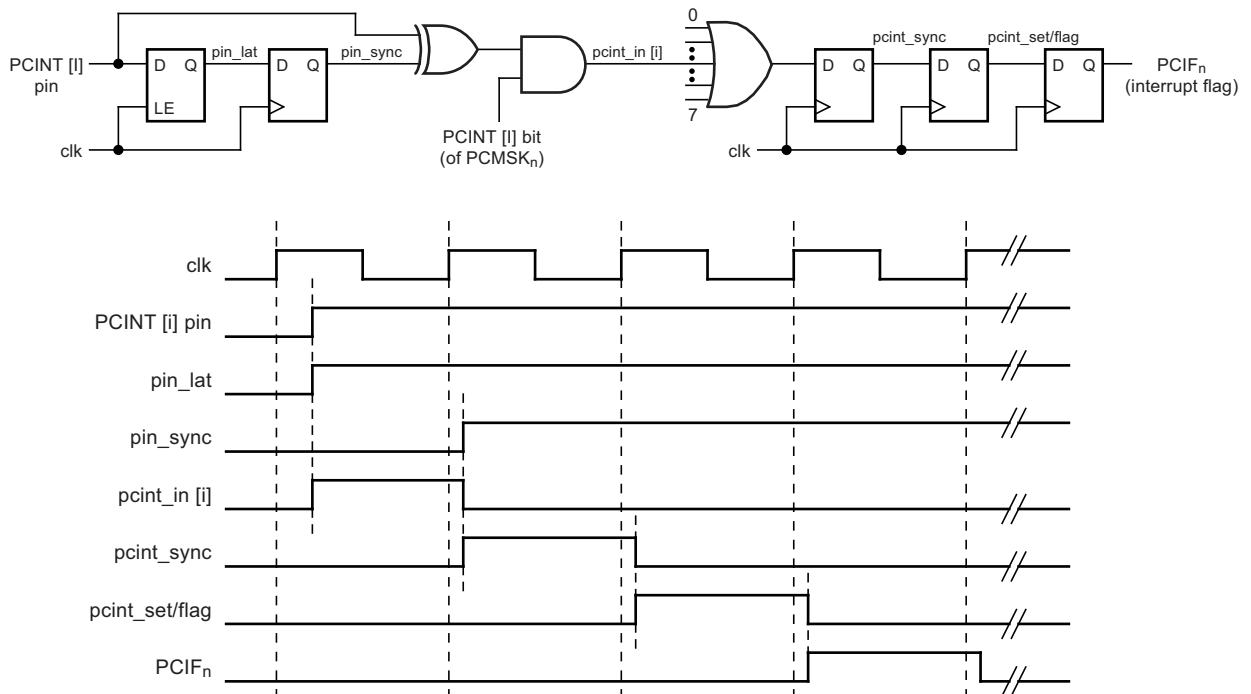 0
PCINT [I]
pin
pin_lat
pin_sync
pcint_in [i]
pcint_sync
pcint_set/flag
PCIFn
(interrupt flag)
D Q
LE
D Q
D Q
D Q
D Q
7
clk
PCINT [I] bit
(of PCMSKn)
clk
clk
PCINT [i] pin
pin_lat
pin_sync
pcint_in [i]
pcint_sync
pcint_set/flag
PCIFn